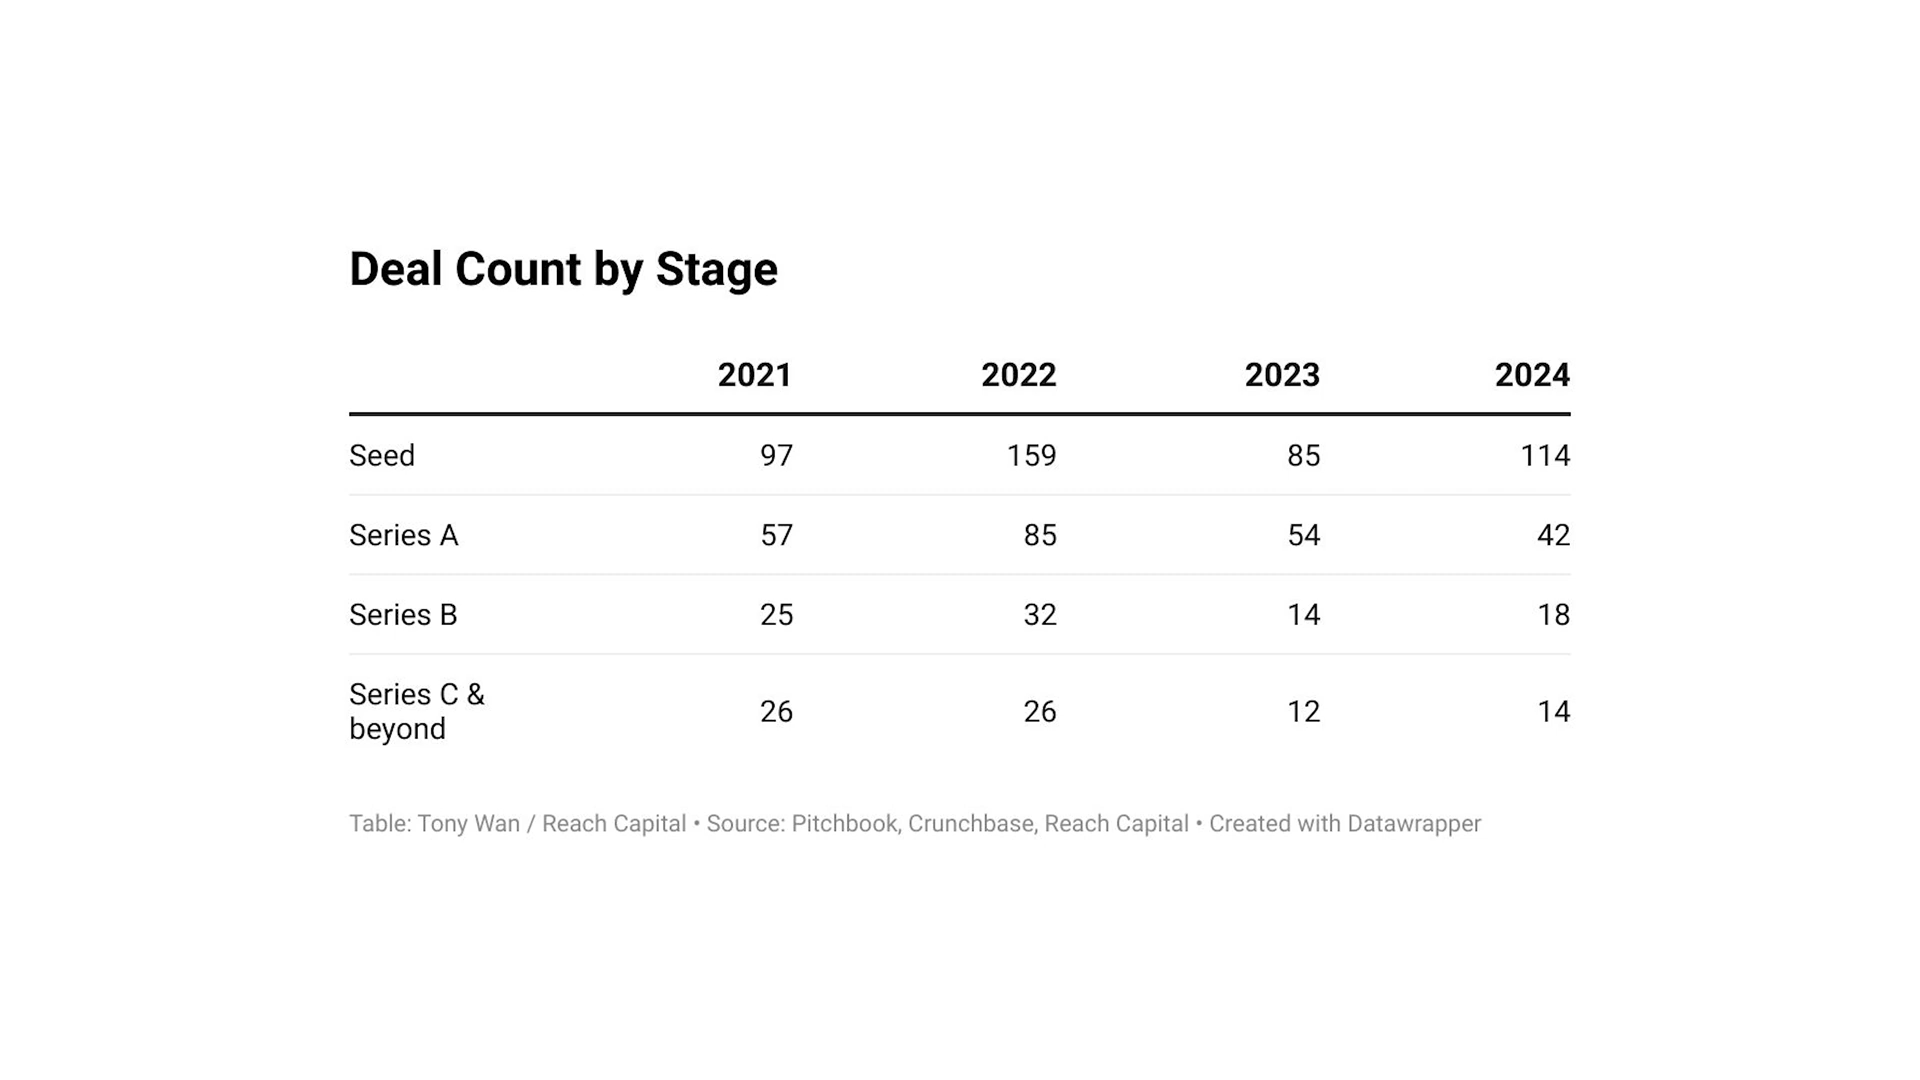 Deal Count by Stage
2021 2022 2023 2024
Seed 97 159 85 114
Series A 57 85 54 42
Series B 25 32 14 18
Series C &
beyond 26 26 12 14
Table: Tony Wan / Reach Capital • Source: Pitchbook, Crunchbase, Reach Capital • Created with Datawrapper